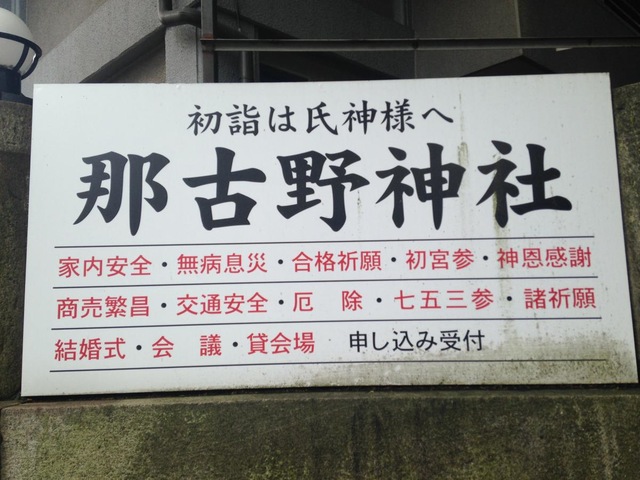 初詣は氏神様へ
那古野神社
家内安全・無病息災・合格祈願・初宮参・神恩感謝
商売繁昌・交通安全・厄　除・七五三参・諸祈願
結婚式・会　議・貸会場　申し込み受付